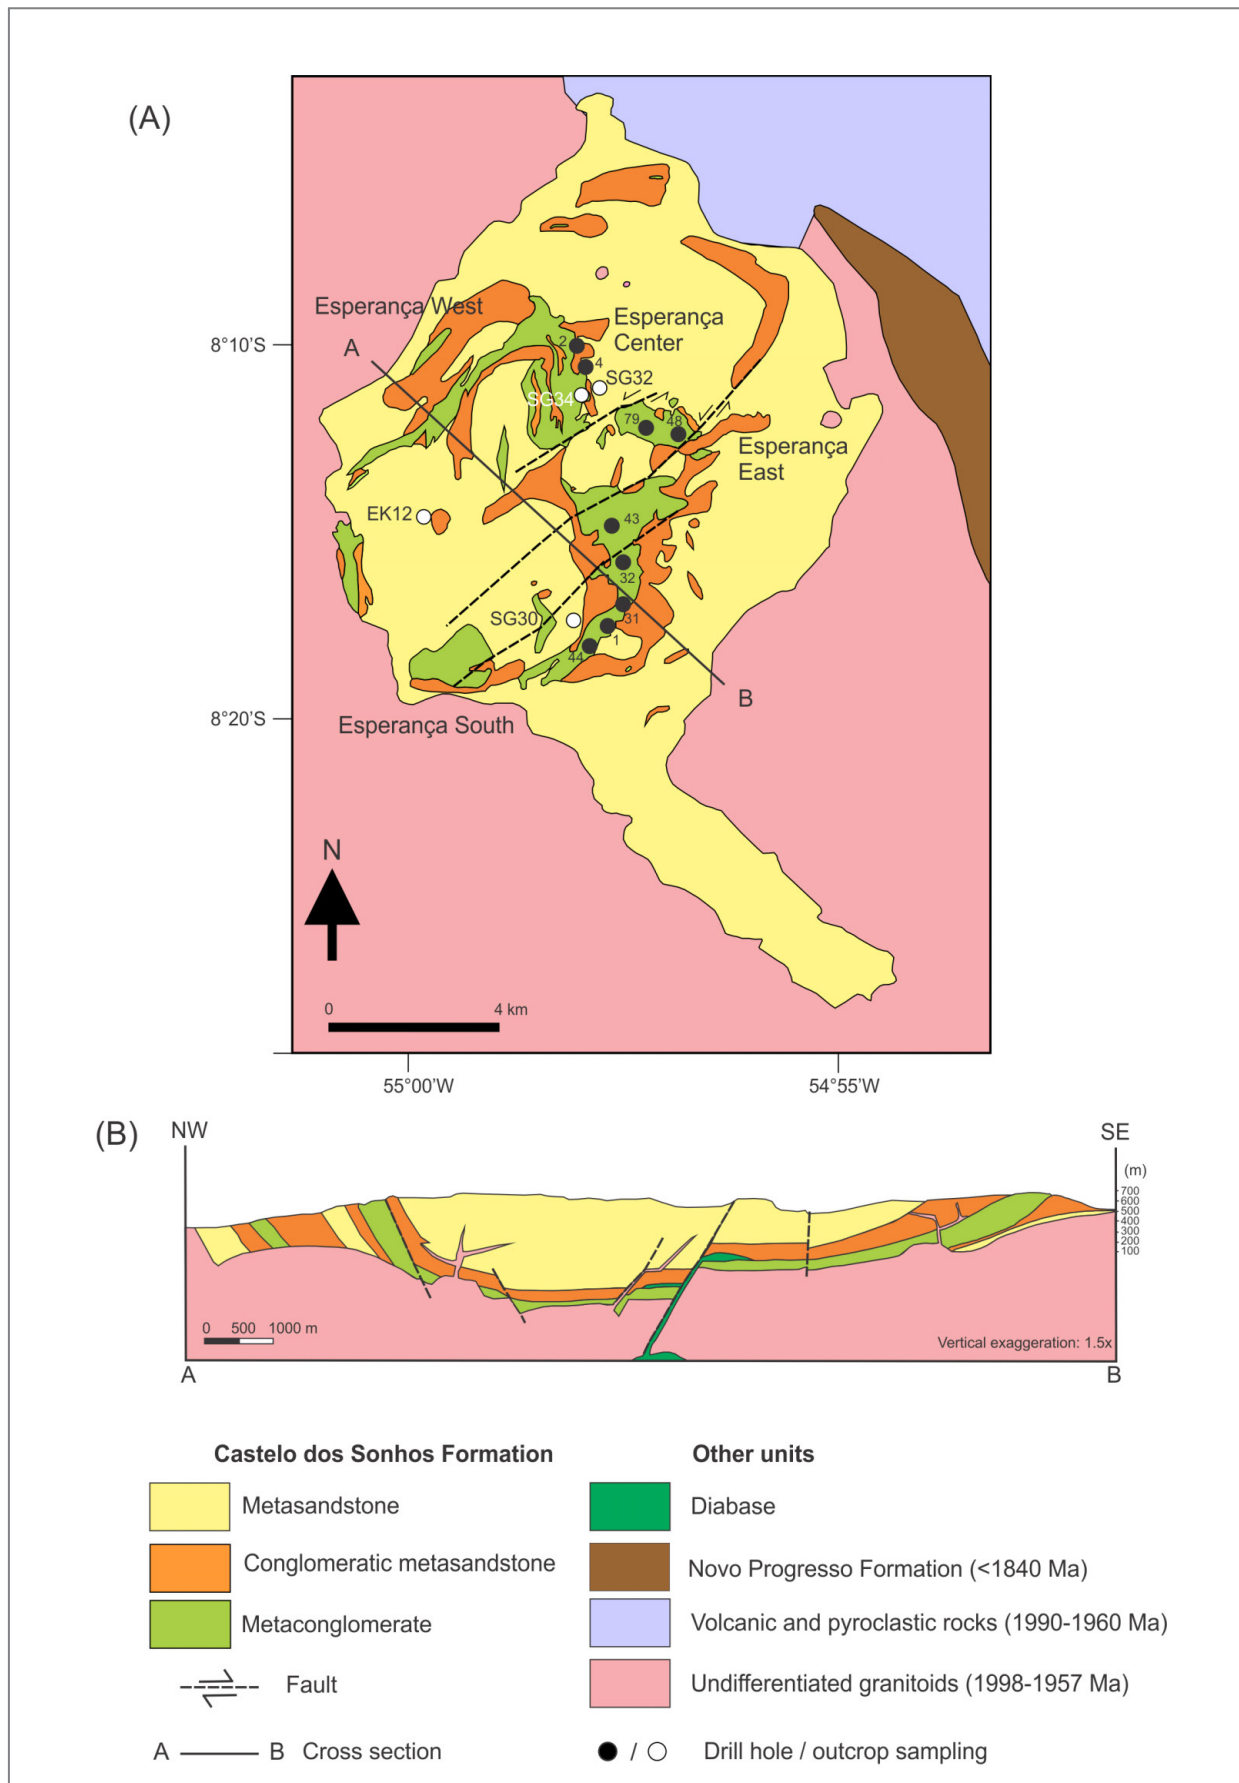 (A)
Esperança West
Esperança
Center
8°10'S
A
2
4
SG32
SG34
79
48
Esperança
East
EK12
43
32
SG30
31
1
44
B
8°20'S
Esperança South
N
0
4 km
55°00'W
54°55'W
(B)
NW
SE
(m)
700
600
500
400
300
200
100
0 500 1000 m
Vertical exaggeration: 1.5x
A
B
Castelo dos Sonhos Formation
Other units
Metasandstone
Diabase
Conglomeratic metasandstone
Novo Progresso Formation (<1840 Ma)
Metaconglomerate
Volcanic and pyroclastic rocks (1990-1960 Ma)
Fault
Undifferentiated granitoids (1998-1957 Ma)
A B Cross section
/ Drill hole / outcrop sampling